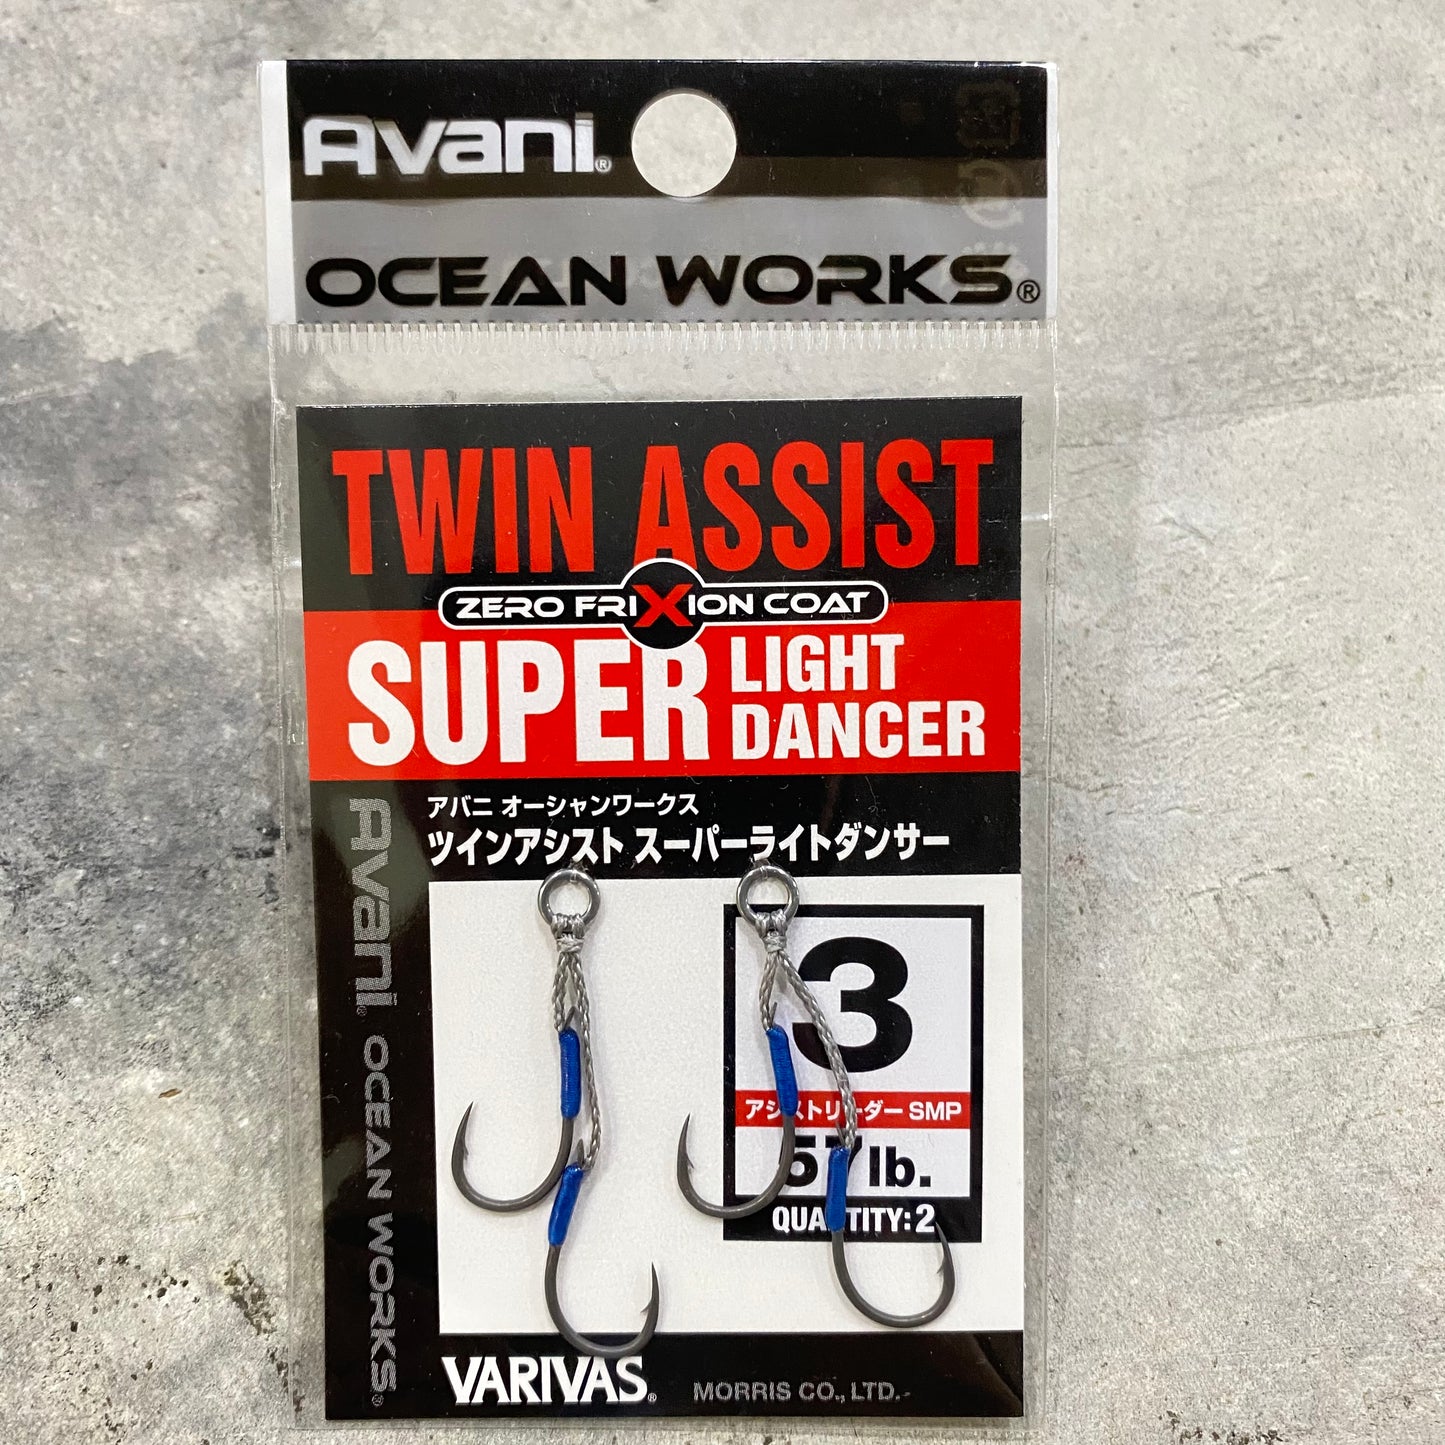 Avani®
OCEAN WORKS®
TWIN ASSIST
ZERO FRIXION COAT
SUPER LIGHT DANCER
アバニ オーシャンワークス
ツインアシスト スーパーライトダンサー
Avani® OCEAN WORKS®
3
アシストリーダー SMP
57lb.
QUANTITY:2
VARIVAS®
MORRIS CO., LTD.